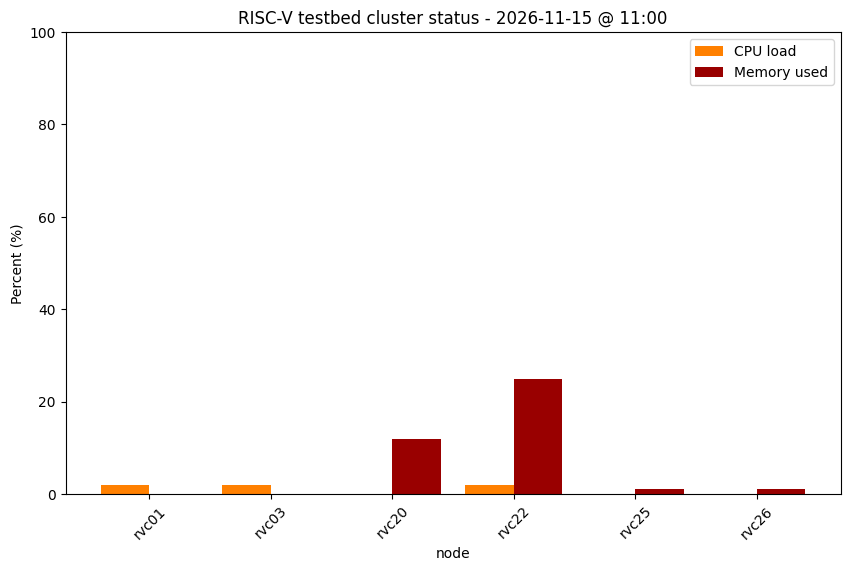 RISC-V testbed cluster status - 2026-11-15 @ 11:00
CPU load
Memory used
Percent (%)
100
80
60
40
20
0
rvc01
rvc03
rvc20
rvc22
rvc25
rvc26
node